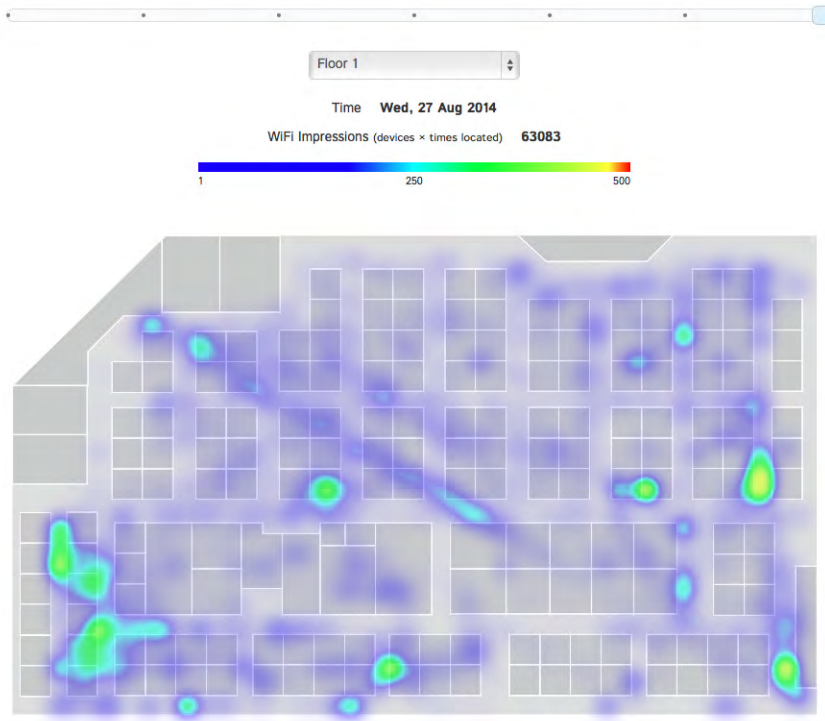 Floor 1
Time Wed, 27 Aug 2014
WiFi Impressions (devices × times located) 63083
1 250 500